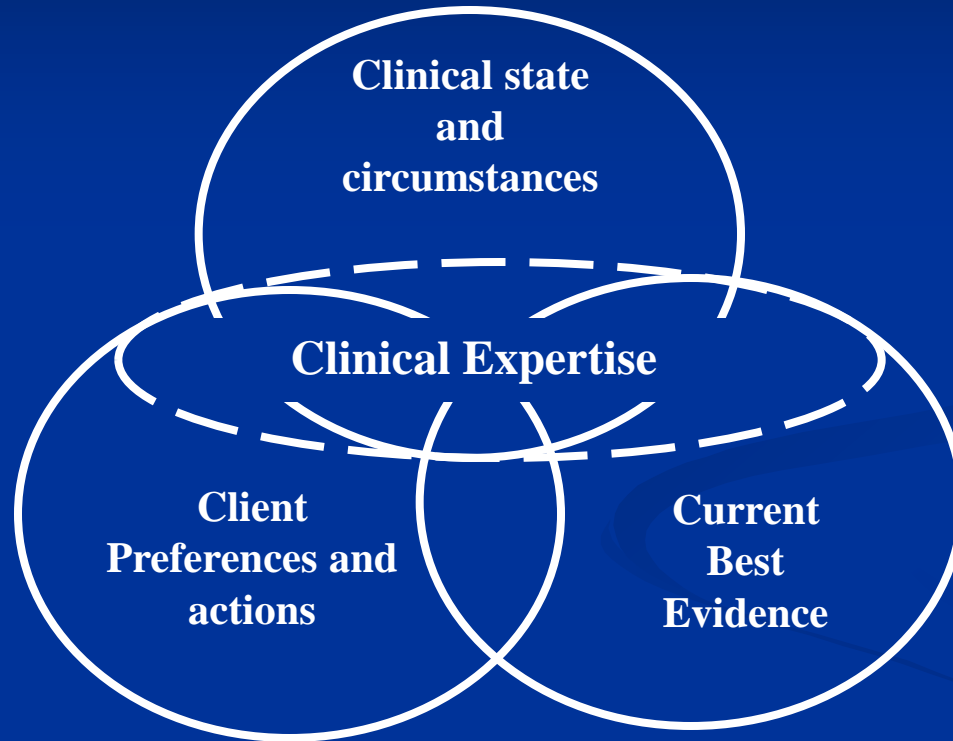 Clinical state
and
circumstances
Clinical Expertise
Client
Preferences and
actions
Current
Best
Evidence